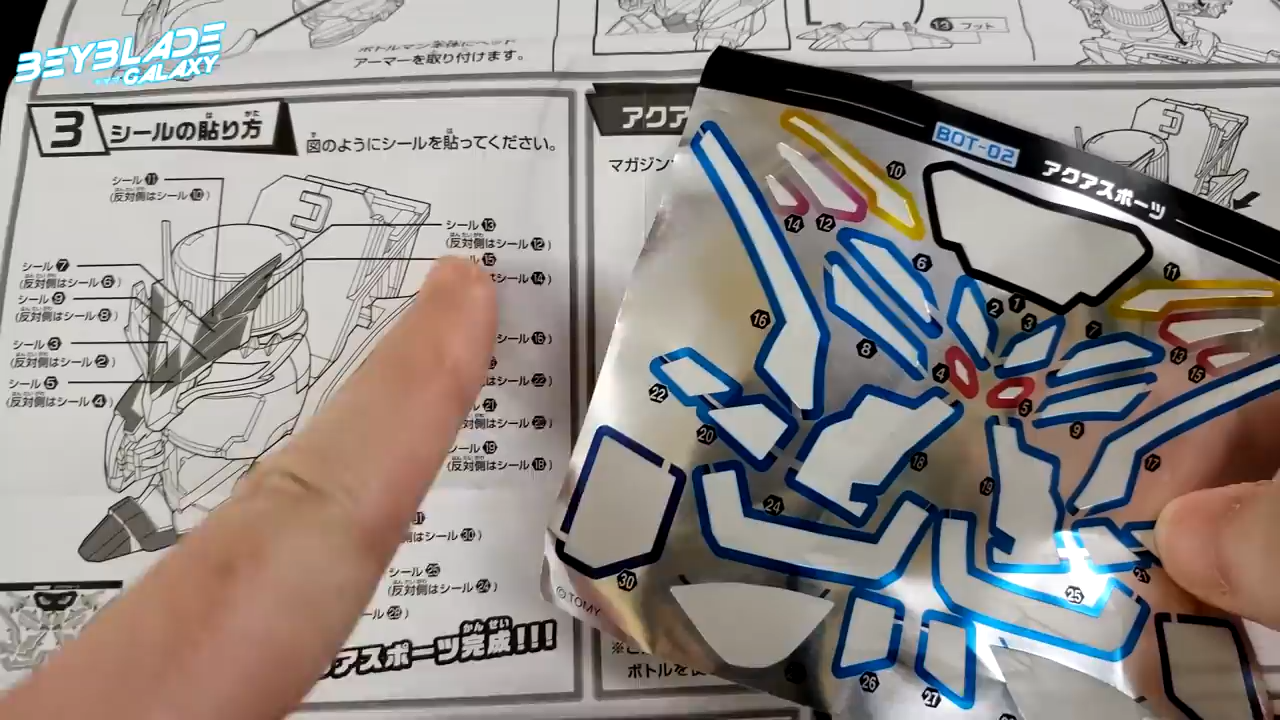 BEYBLADE
GALAXY
ボトルマン本体にヘッド
アーマーを取り付けます。
⑬ フット
3 シールの貼り方
図のようにシールを貼ってください。
シール⑪
(反対側はシール⑩)
シール⑬
(反対側はシール⑫)
ール⑮
はシール⑭)
シール⑦
(反対側はシール⑥)
シール⑨
(反対側はシール⑧)
シール③
(反対側はシール②)
シール⑤
(反対側はシール④)
シール⑯)
シール㉒)
㉑
(反対側はシール⑳)
シール⑲
(反対側はシール⑱)
(反対側はシール㉚)
シール㉕
(反対側はシール㉔)
アスポーツ完成!!!
アクア
マガジン
ボトルを
BOT-02
アクアスポーツ
10
14
12
6
11
2
1
3
7
16
8
4
13
15
5
9
22
20
18
17
19
24
30
25
21
26
27
©TOMY